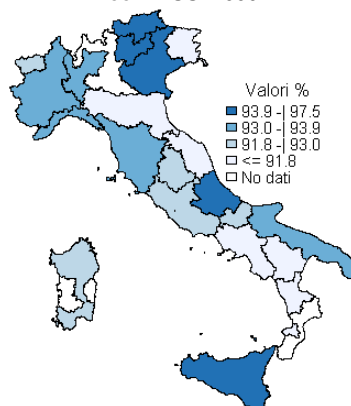 Valori %
93.9 -| 97.5
93.0 -| 93.9
91.8 -| 93.0
<= 91.8
No dati